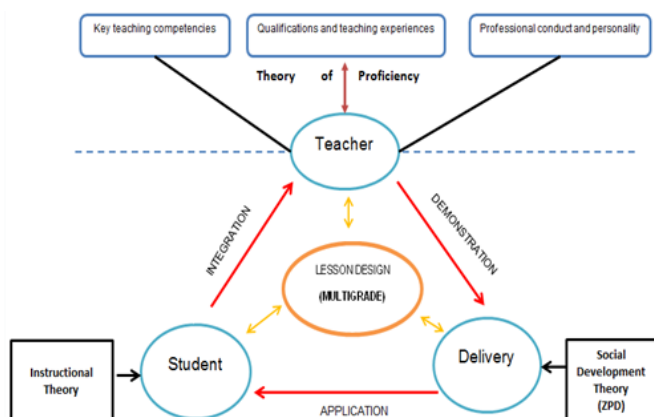 Key teaching competencies
Qualifications and teaching experiences
Professional conduct and personality
Theory of Proficiency
Teacher
INTEGRATION
DEMONSTRATION
LESSON DESIGN
(MULTIGRADE)
Instructional
Theory
Student
Delivery
Social
Development
Theory
(ZPD)
APPLICATION